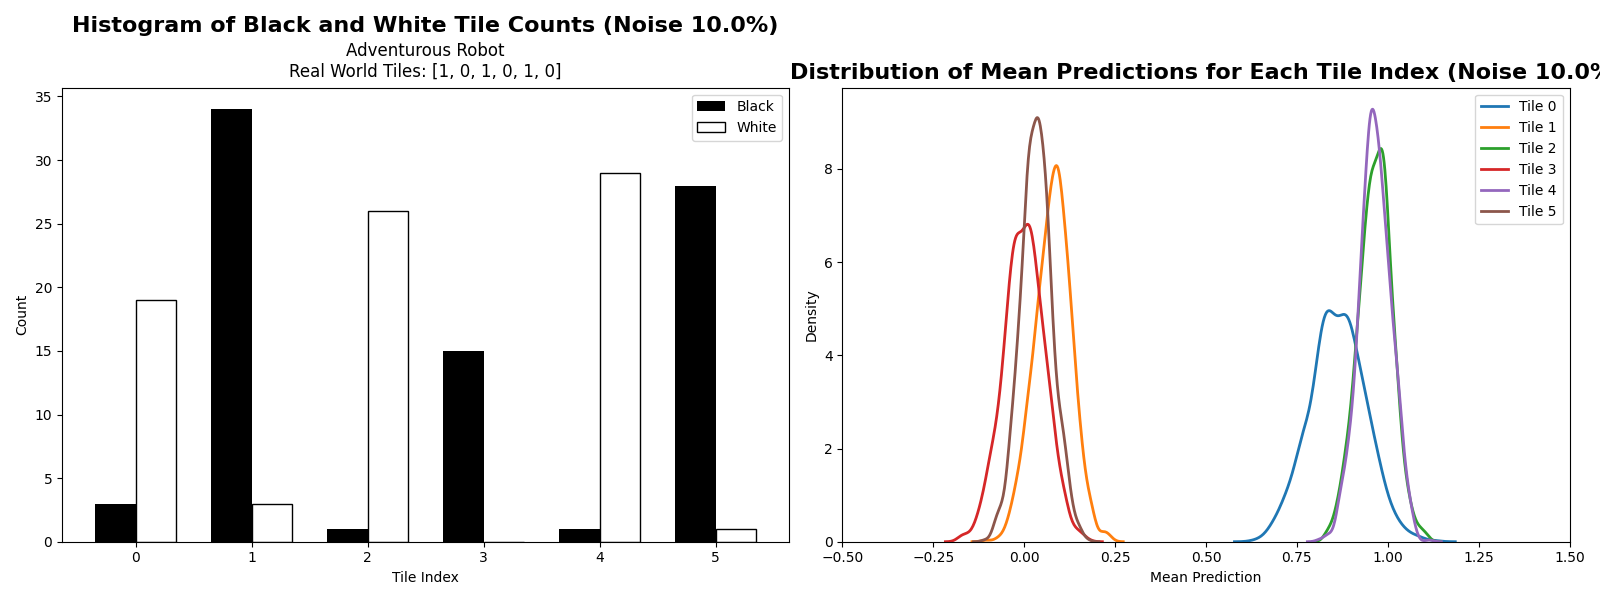 Histogram of Black and White Tile Counts (Noise 10.0%)
Adventurous Robot
Real World Tiles: [1, 0, 1, 0, 1, 0]
Count
35
30
25
20
15
10
5
0
Black
White
0 1 2 3 4 5
Tile Index
Distribution of Mean Predictions for Each Tile Index (Noise 10.0%
Density
8
6
4
2
0
Tile 0
Tile 1
Tile 2
Tile 3
Tile 4
Tile 5
−0.50 −0.25 0.00 0.25 0.50 0.75 1.00 1.25 1.50
Mean Prediction